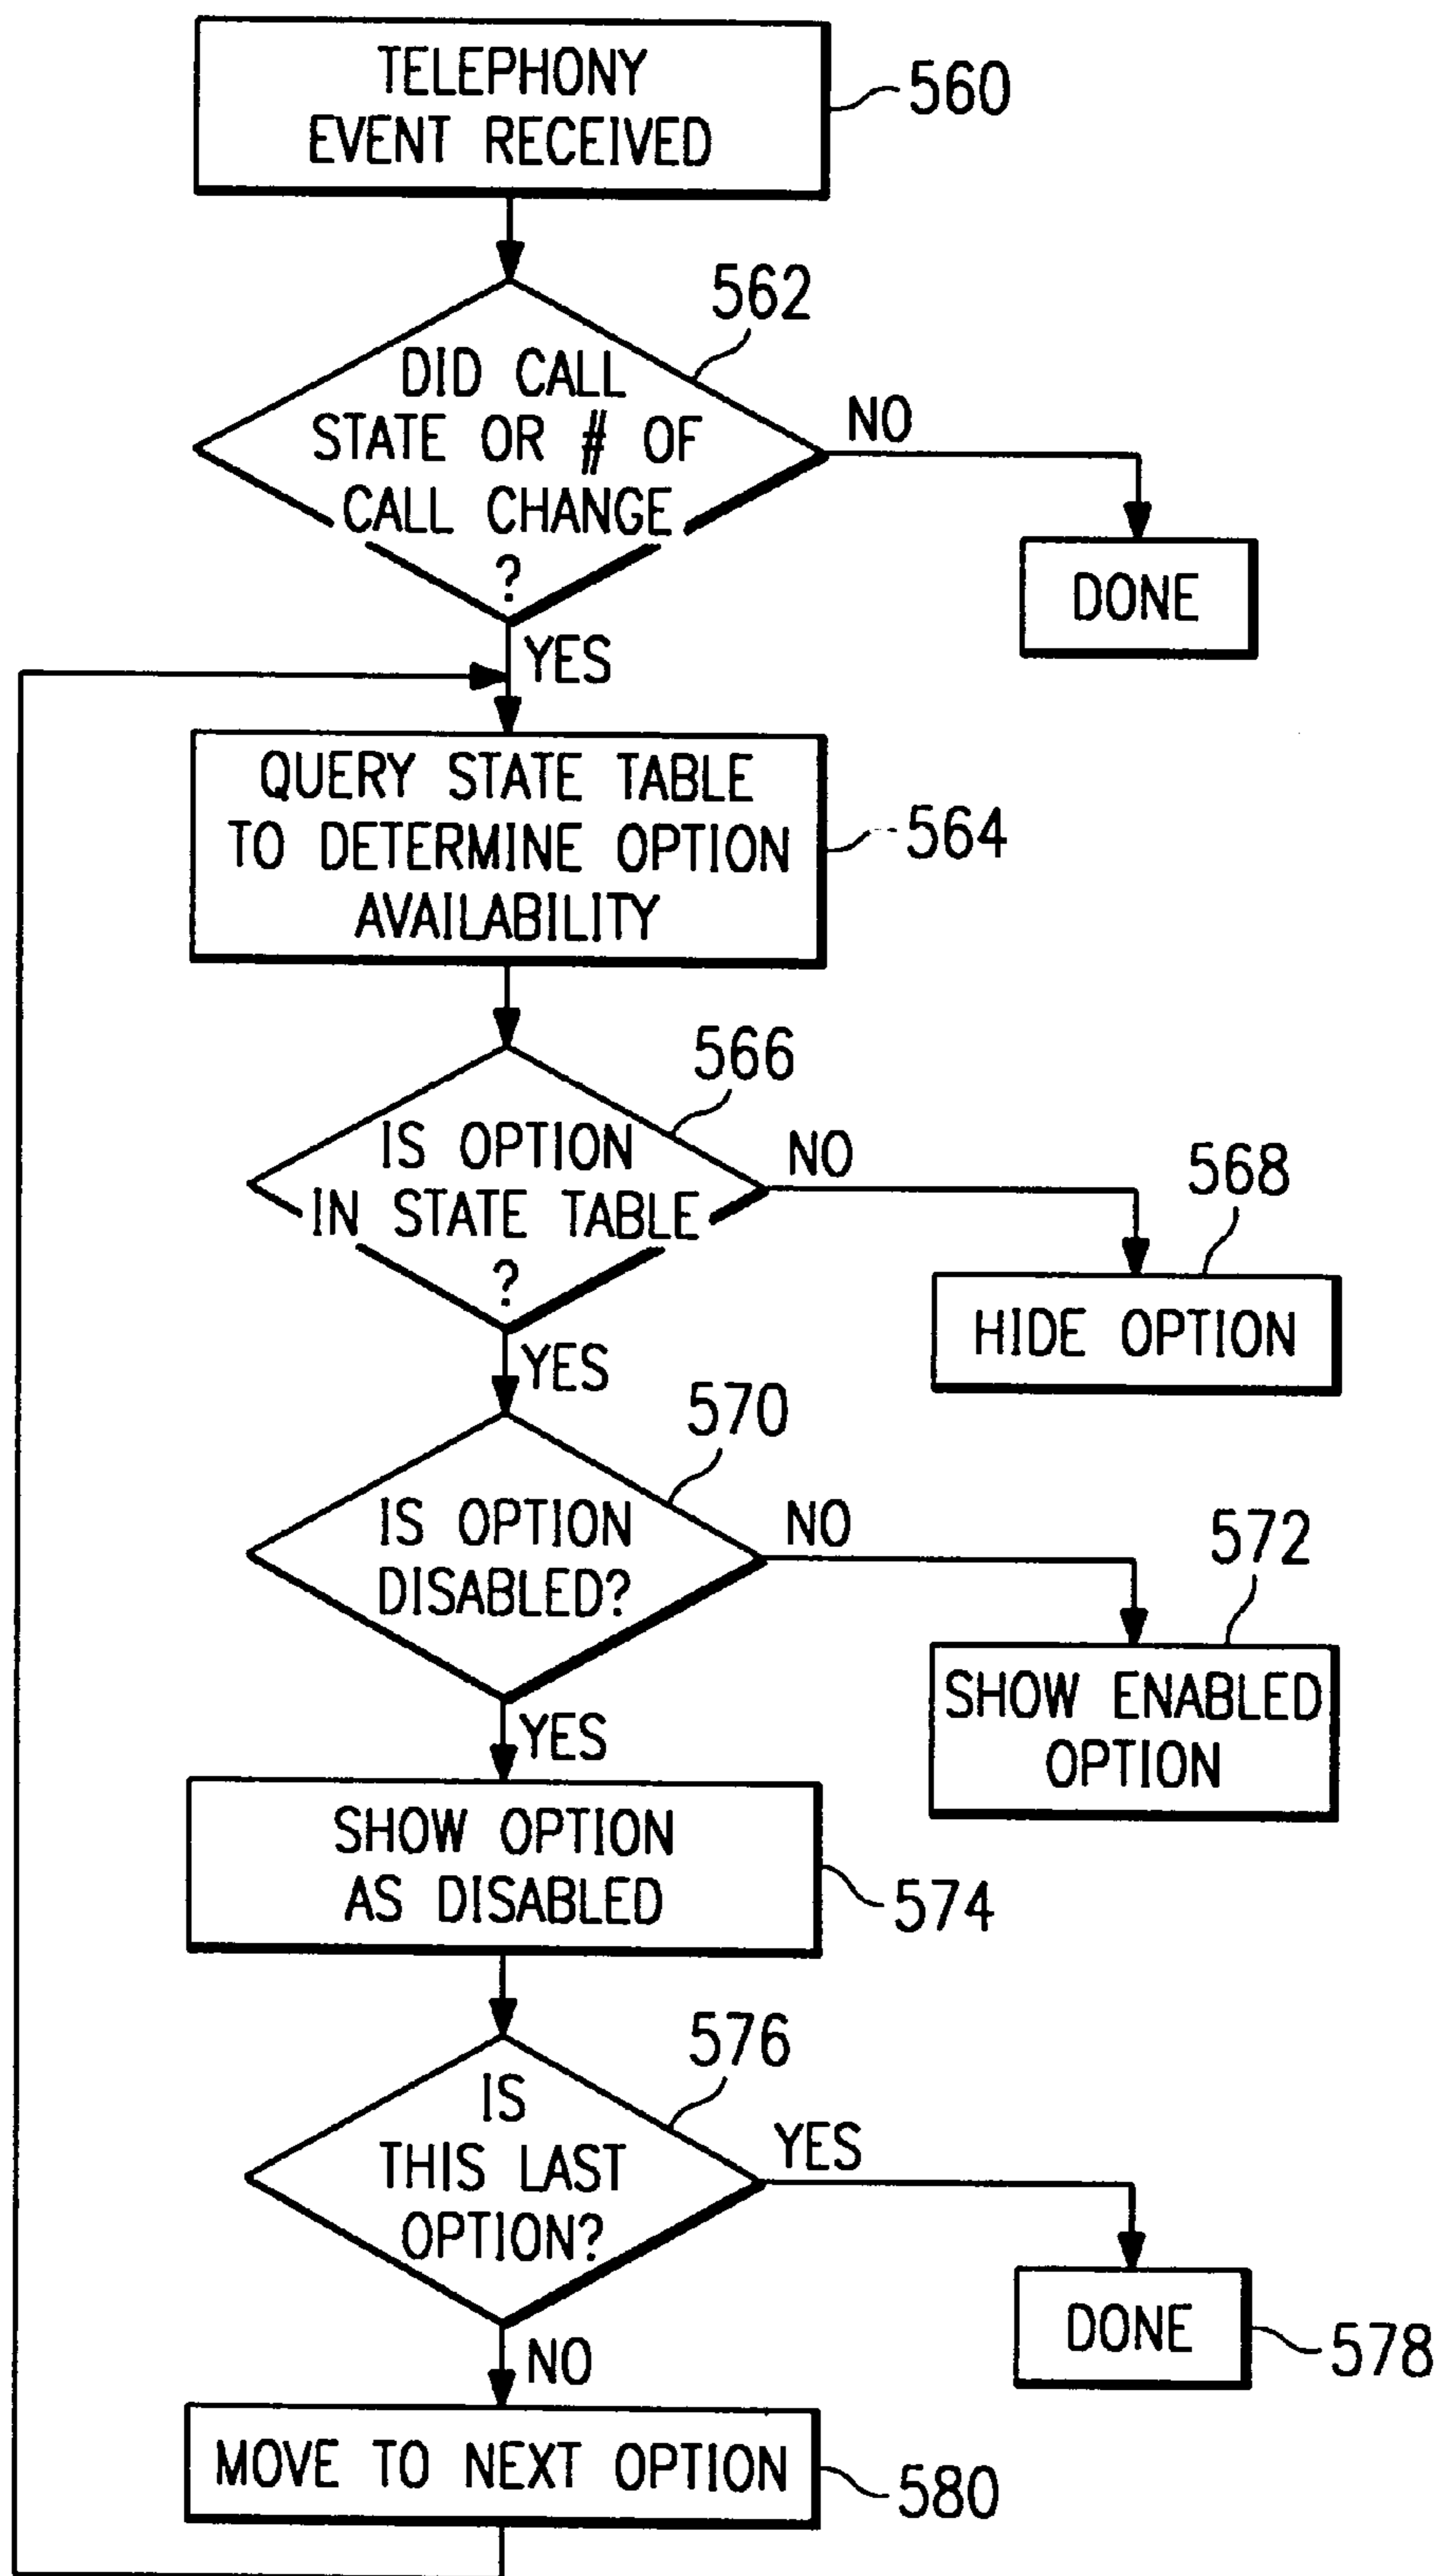 TELEPHONY
EVENT RECEIVED
560
562
DID CALL
STATE OR # OF
CALL CHANGE
?
NO
DONE
YES
QUERY STATE TABLE
TO DETERMINE OPTION
AVAILABILITY
564
566
IS OPTION
IN STATE TABLE
?
NO
568
HIDE OPTION
YES
570
IS OPTION
DISABLED?
NO
572
SHOW ENABLED
OPTION
YES
SHOW OPTION
AS DISABLED
574
576
IS
THIS LAST
OPTION?
YES
DONE
578
NO
MOVE TO NEXT OPTION
580